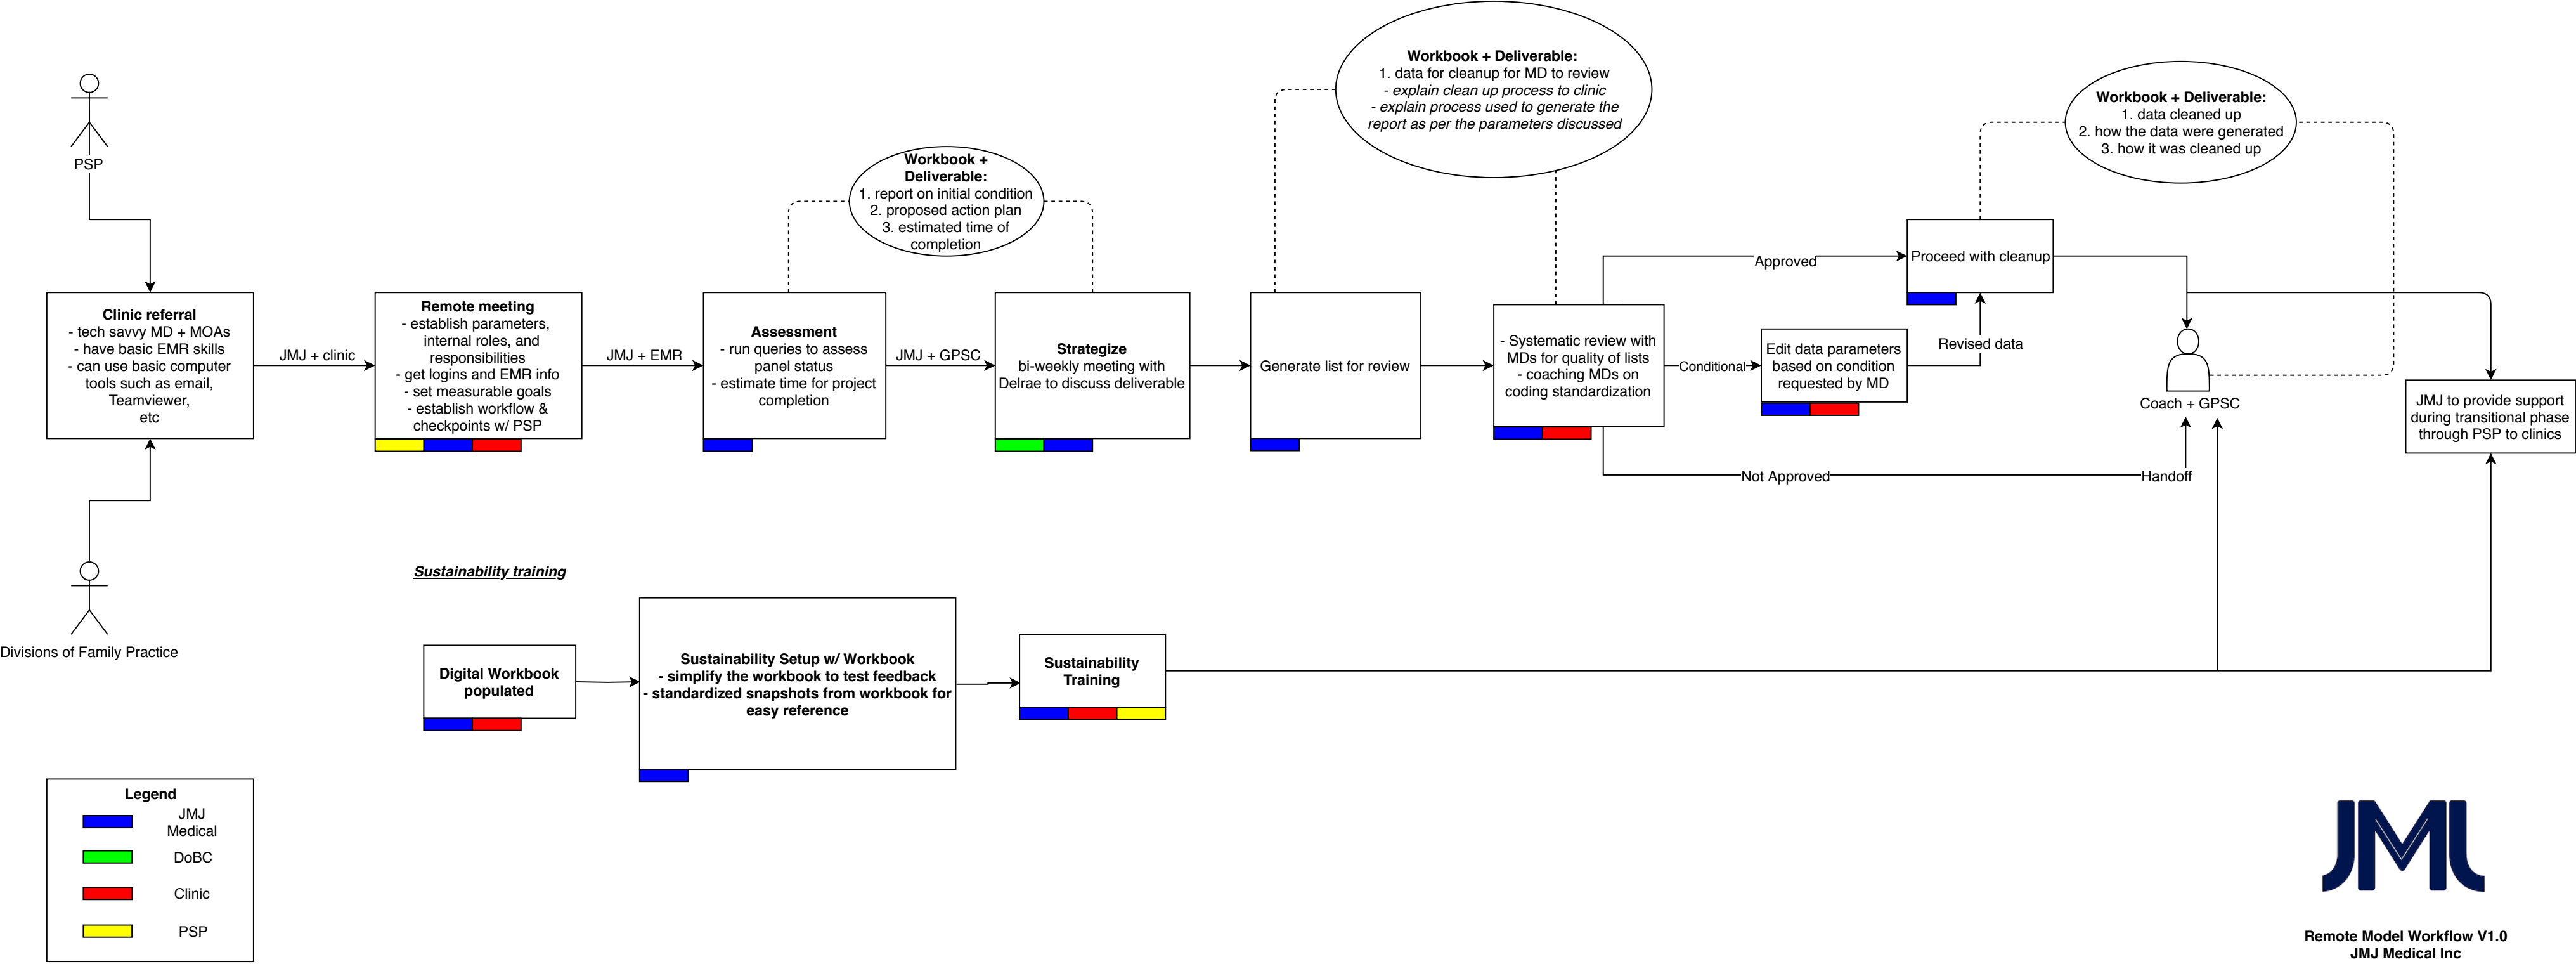 Workbook + Deliverable:
1. data for cleanup for MD to review
- explain clean up process to clinic
- explain process used to generate the
report as per the parameters discussed
Workbook + Deliverable:
1. data cleaned up
2. how the data were generated
3. how it was cleaned up
PSP
Workbook +
Deliverable:
1. report on initial condition
2. proposed action plan
3. estimated time of
completion
Clinic referral
- tech savvy MD + MOAs
- have basic EMR skills
- can use basic computer
tools such as email,
Teamviewer,
etc
JMJ + clinic
Remote meeting
- establish parameters,
internal roles, and
responsibilities
- get logins and EMR info
- set measurable goals
- establish workflow &
checkpoints w/ PSP
JMJ + EMR
Assessment
- run queries to assess
panel status
- estimate time for project
completion
JMJ + GPSC
Strategize
bi-weekly meeting with
Delrae to discuss deliverable
Generate list for review
- Systematic review with
MDs for quality of lists
- coaching MDs on
coding standardization
Approved
Proceed with cleanup
Conditional
Edit data parameters
based on condition
requested by MD
Revised data
Not Approved
Handoff
Coach + GPSC
JMJ to provide support
during transitional phase
through PSP to clinics
Divisions of Family Practice
Sustainability training
Digital Workbook
populated
Sustainability Setup w/ Workbook
- simplify the workbook to test feedback
- standardized snapshots from workbook for
easy reference
Sustainability
Training
Legend
JMJ
Medical
DoBC
Clinic
PSP
JMJ
Remote Model Workflow V1.0
JMJ Medical Inc